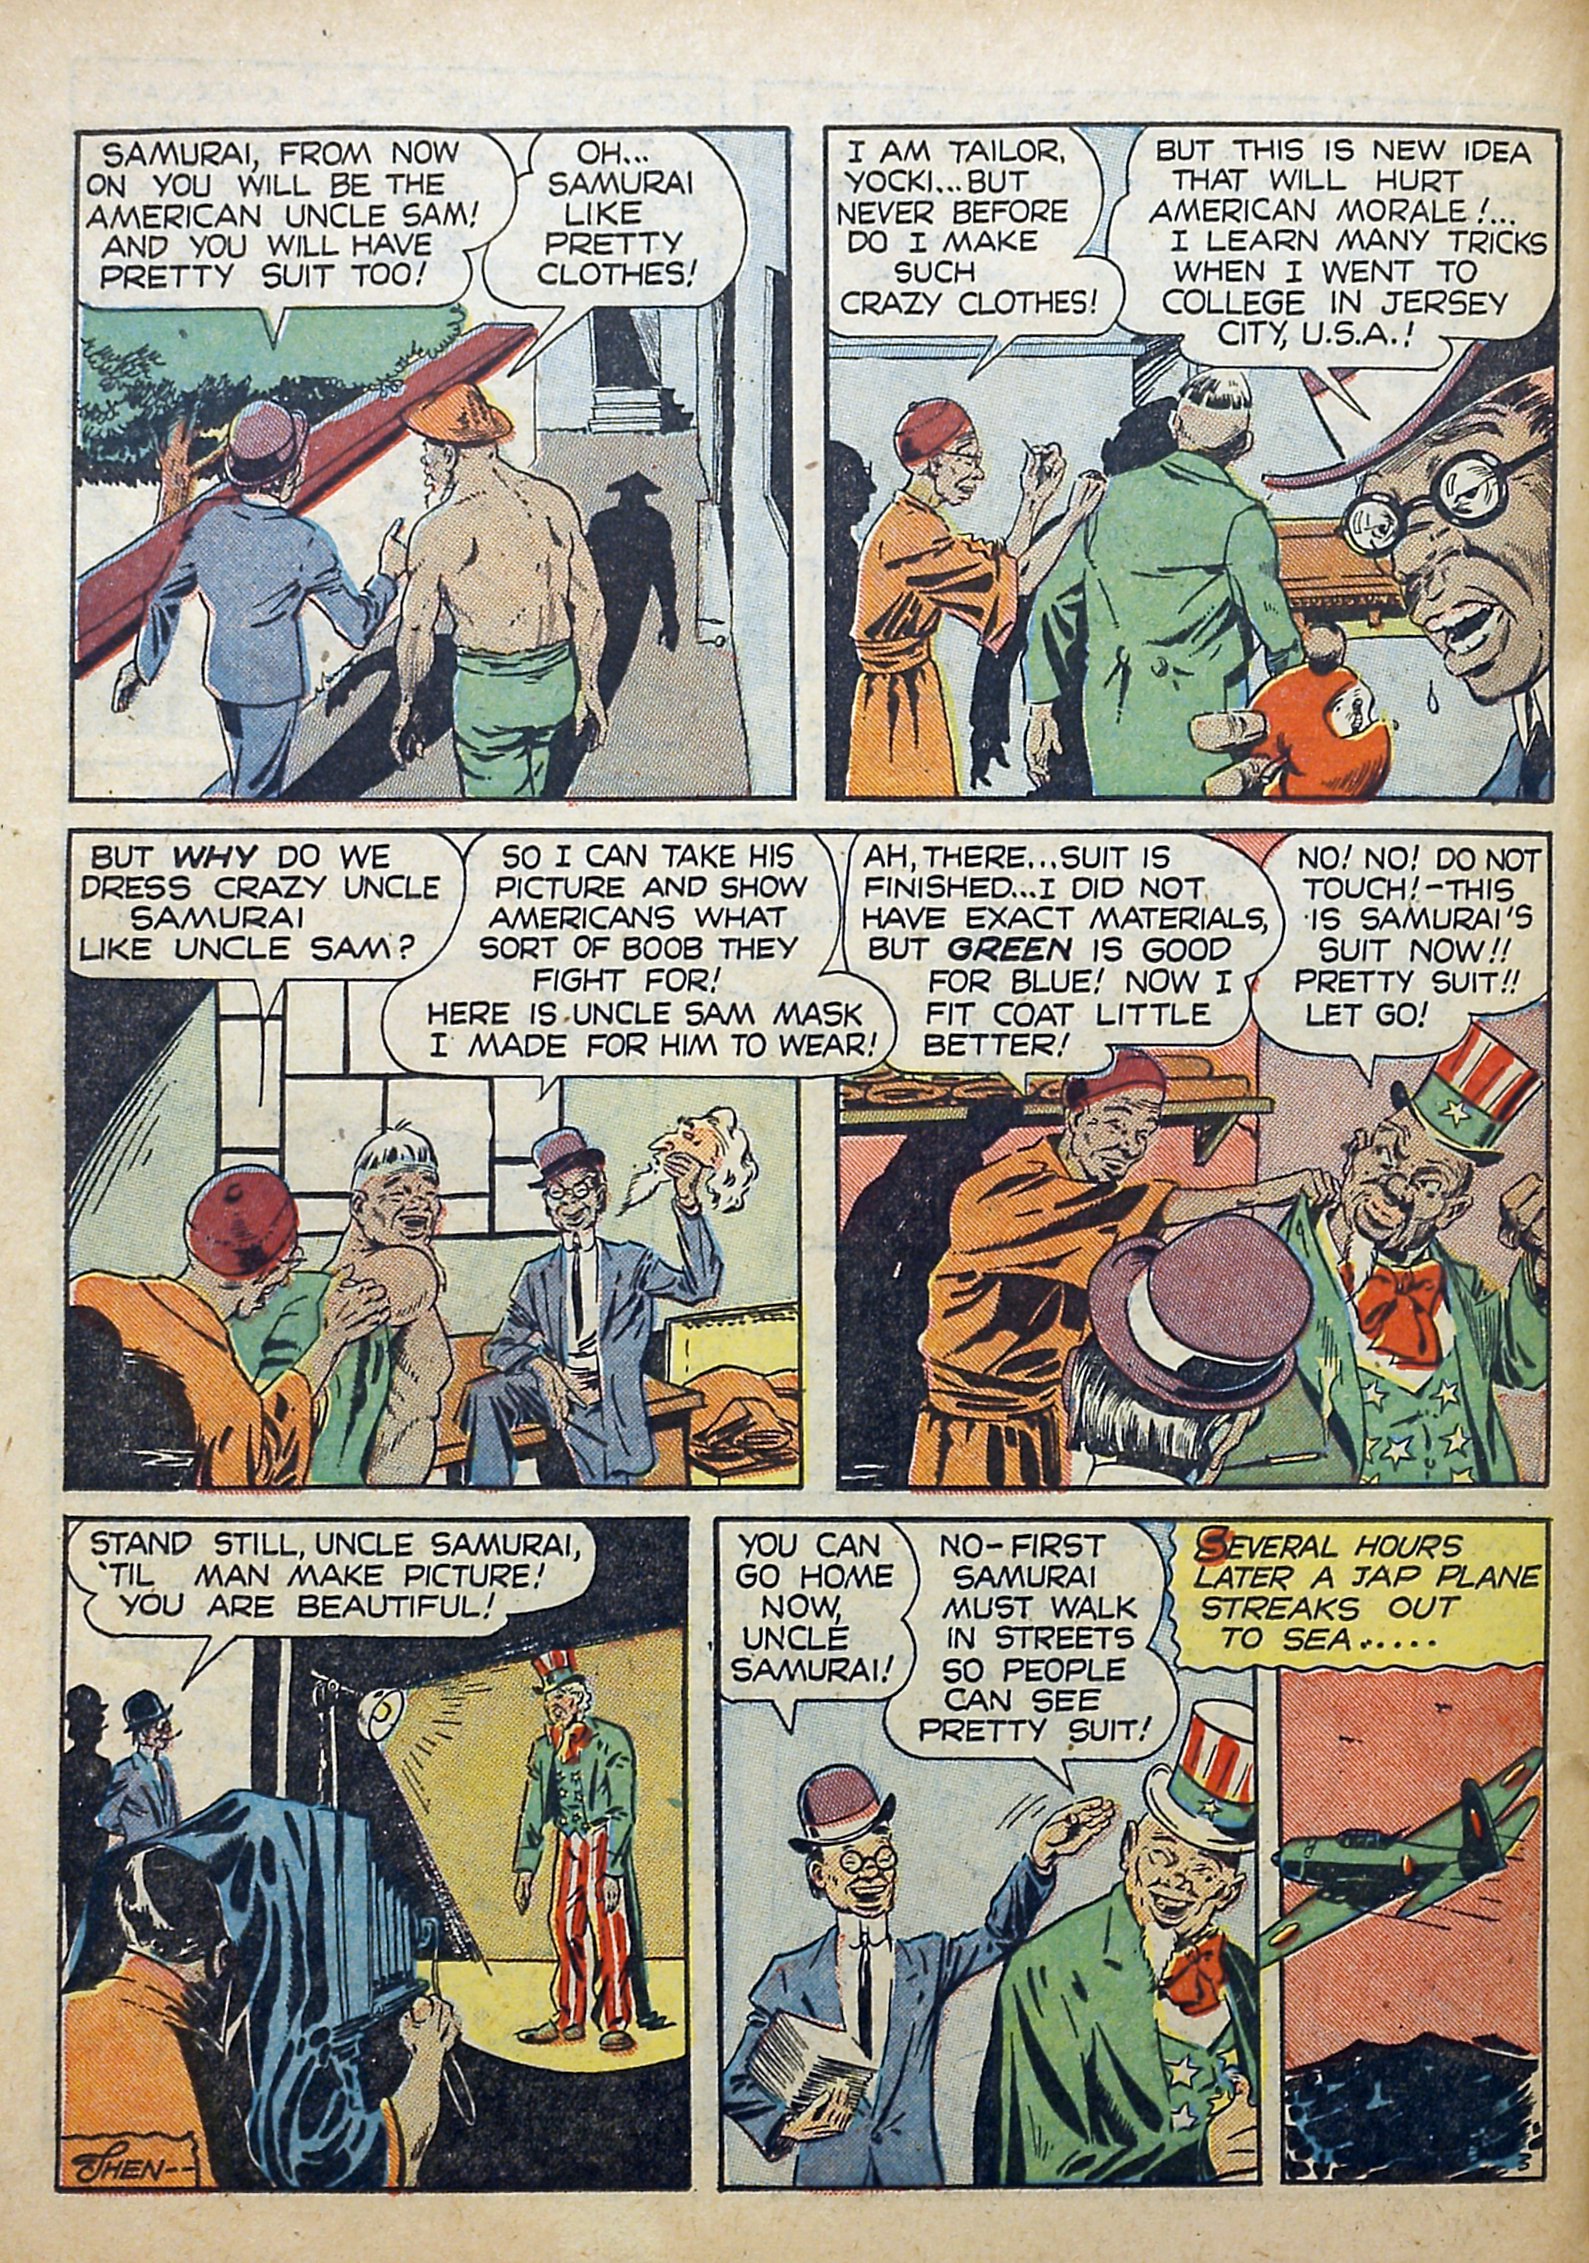 SAMURAI, FROM NOW
ON YOU WILL BE THE
AMERICAN UNCLE SAM!
AND YOU WILL HAVE
PRETTY SUIT TOO!
OH...
SAMURAI
LIKE
PRETTY
CLOTHES!
I AM TAILOR,
YOCKI...BUT
NEVER BEFORE
DO I MAKE
SUCH
CRAZY CLOTHES!
BUT THIS IS NEW IDEA
THAT WILL HURT
AMERICAN MORALE!...
I LEARN MANY TRICKS
WHEN I WENT TO
COLLEGE IN JERSEY
CITY, U.S.A.!
BUT WHY DO WE
DRESS CRAZY UNCLE
SAMURAI
LIKE UNCLE SAM?
SO I CAN TAKE HIS
PICTURE AND SHOW
AMERICANS WHAT
SORT OF BOOB THEY
FIGHT FOR!
HERE IS UNCLE SAM MASK
I MADE FOR HIM TO WEAR!
AH, THERE...SUIT IS
FINISHED...I DID NOT
HAVE EXACT MATERIALS,
BUT GREEN IS GOOD
FOR BLUE! NOW I
FIT COAT LITTLE
BETTER!
NO! NO! DO NOT
TOUCH!-THIS
IS SAMURAI'S
SUIT NOW!!
PRETTY SUIT!!
LET GO!
STAND STILL, UNCLE SAMURAI,
'TIL MAN MAKE PICTURE!
YOU ARE BEAUTIFUL!
THEN--
YOU CAN
GO HOME
NOW,
UNCLE
SAMURAI!
NO-FIRST
SAMURAI
MUST WALK
IN STREETS
SO PEOPLE
CAN SEE
PRETTY SUIT!
SEVERAL HOURS
LATER A JAP PLANE
STREAKS OUT
TO SEA.....
3